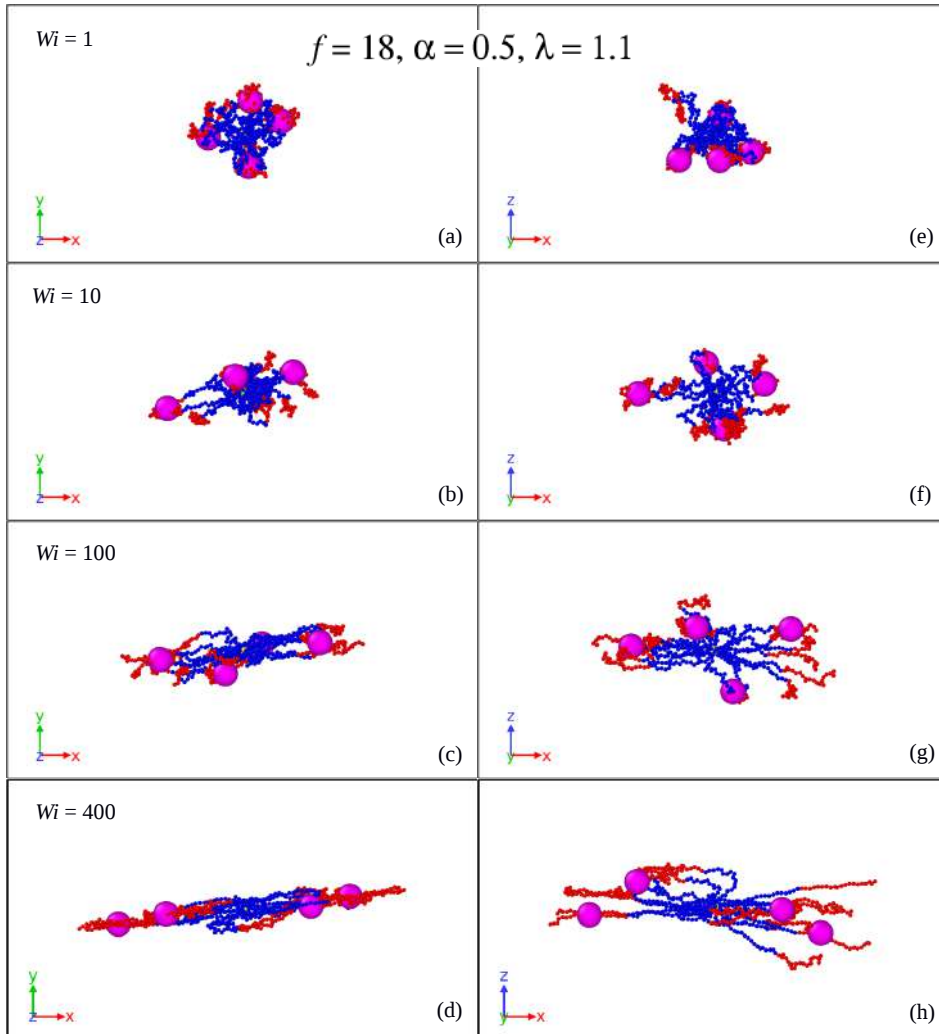 Wi = 1
f = 18, α = 0.5, λ = 1.1
y
z x
(a)
z
y x
(e)
Wi = 10
y
z x
(b)
z
y x
(f)
Wi = 100
y
z x
(c)
z
y x
(g)
Wi = 400
y
z x
(d)
z
y x
(h)